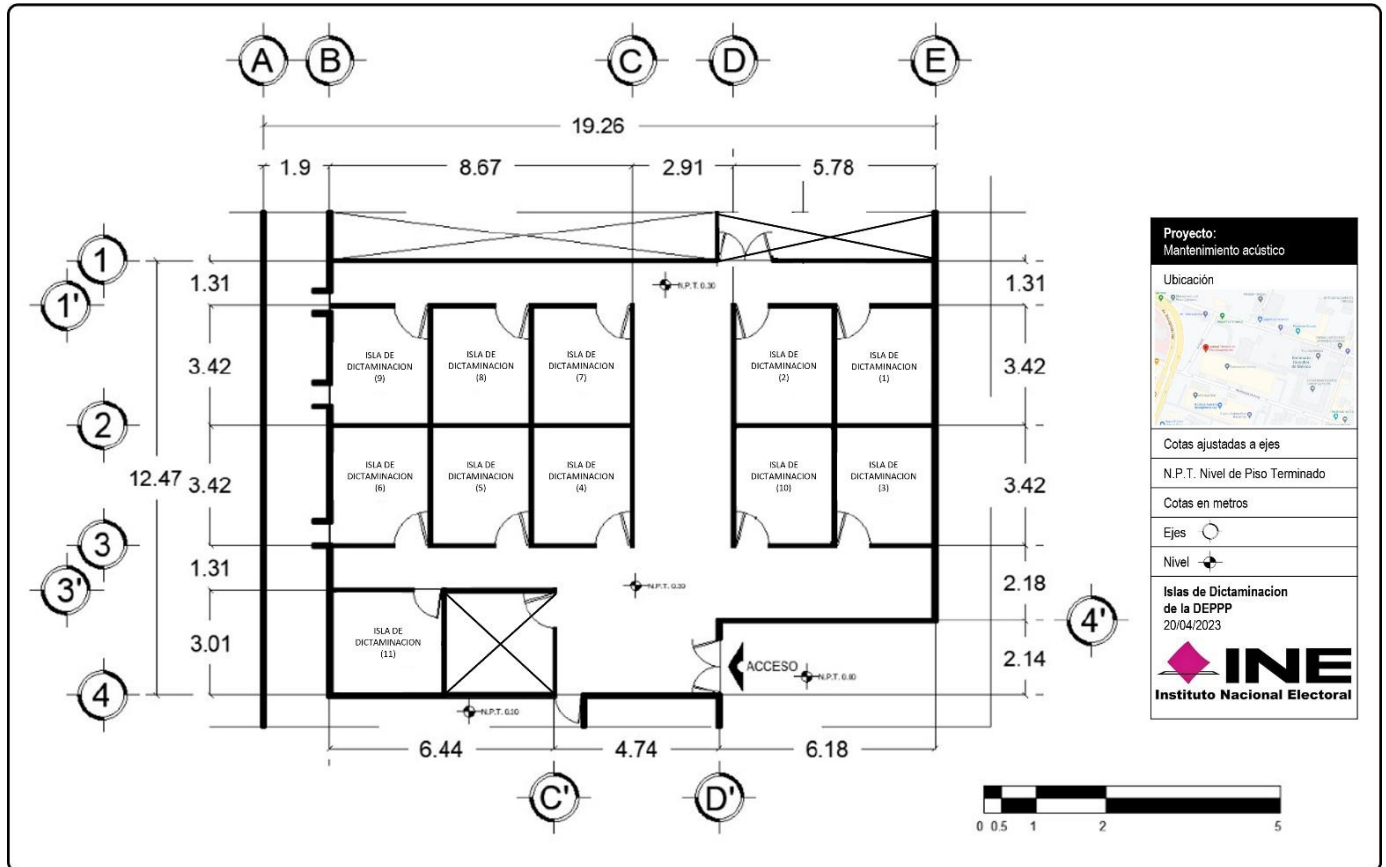 A B C D E
19.26
1.9 8.67 2.91 5.78
1
1.31
1.31
N.P.T. 0.30
1'
3.42
3.42
ISLA DE
DICTAMINACION
(9)
ISLA DE
DICTAMINACION
(8)
ISLA DE
DICTAMINACION
(7)
ISLA DE
DICTAMINACION
(2)
ISLA DE
DICTAMINACION
(1)
2
12.47
3.42
3.42
ISLA DE
DICTAMINACION
(6)
ISLA DE
DICTAMINACION
(5)
ISLA DE
DICTAMINACION
(4)
ISLA DE
DICTAMINACION
(10)
ISLA DE
DICTAMINACION
(3)
3
1.31
2.18
3'
4'
3.01
2.14
ISLA DE
DICTAMINACION
(11)
ACCESO
4
6.44 4.74 6.18
C' D'
Proyecto:
Mantenimiento acústico
Ubicación
Cotas ajustadas a ejes
N.P.T. Nivel de Piso Terminado
Cotas en metros
Ejes
Nivel
Islas de Dictaminacion
de la DEPPP
20/04/2023
INE
Instituto Nacional Electoral
0 0.5 1 2 5